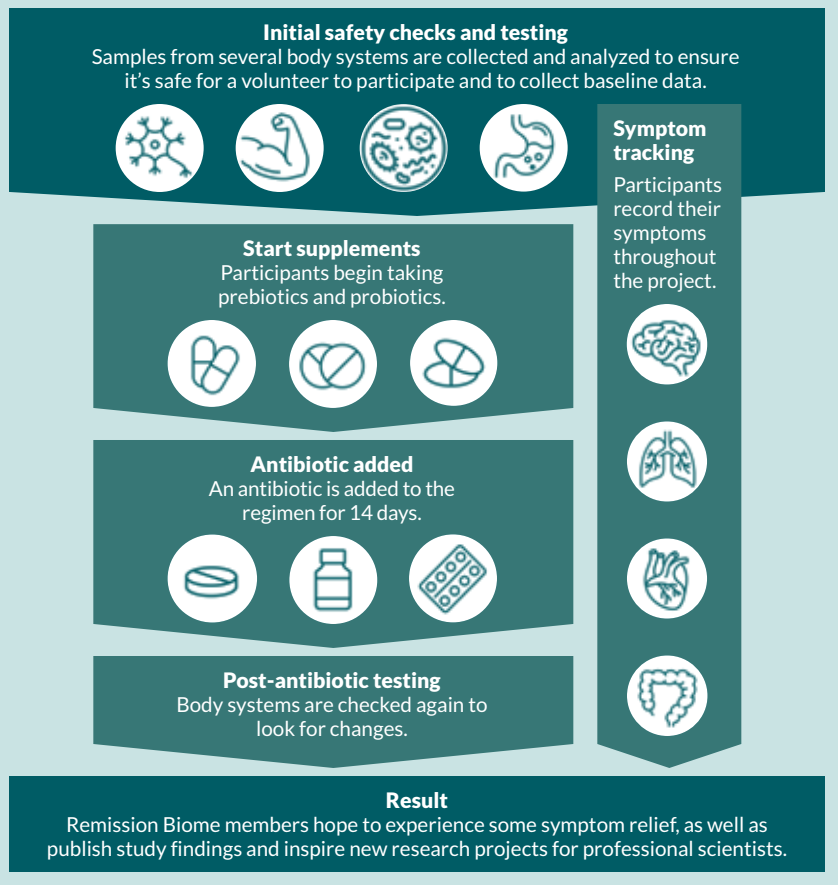 Initial safety checks and testing
Samples from several body systems are collected and analyzed to ensure
it’s safe for a volunteer to participate and to collect baseline data.
Symptom
tracking
Participants
record their
symptoms
throughout
the project.
Start supplements
Participants begin taking
prebiotics and probiotics.
Antibiotic added
An antibiotic is added to the
regimen for 14 days.
Post-antibiotic testing
Body systems are checked again to
look for changes.
Result
Remission Biome members hope to experience some symptom relief, as well as
publish study findings and inspire new research projects for professional scientists.